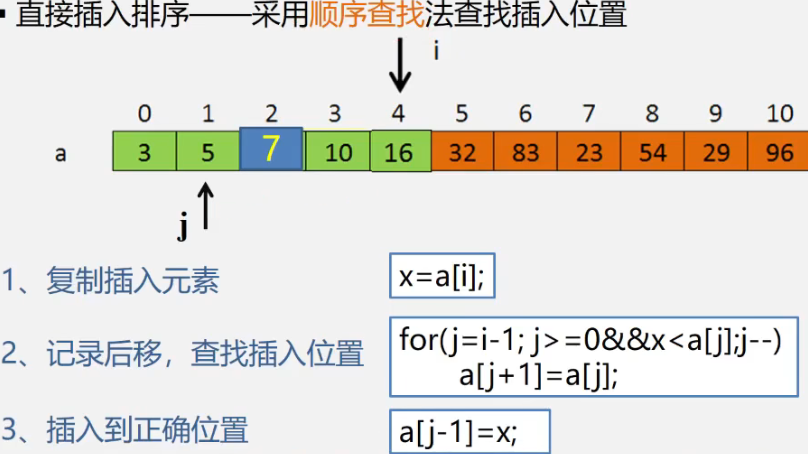 ▪ 直接插入排序——采用顺序查找法查找插入位置
i
0 1 2 3 4 5 6 7 8 9 10
a 3 5 7 10 16 32 83 23 54 29 96
j
1、复制插入元素 x=a[i];
2、记录后移，查找插入位置 for(j=i-1; j>=0&&x<a[j];j--)
a[j+1]=a[j];
3、插入到正确位置 a[j-1]=x;